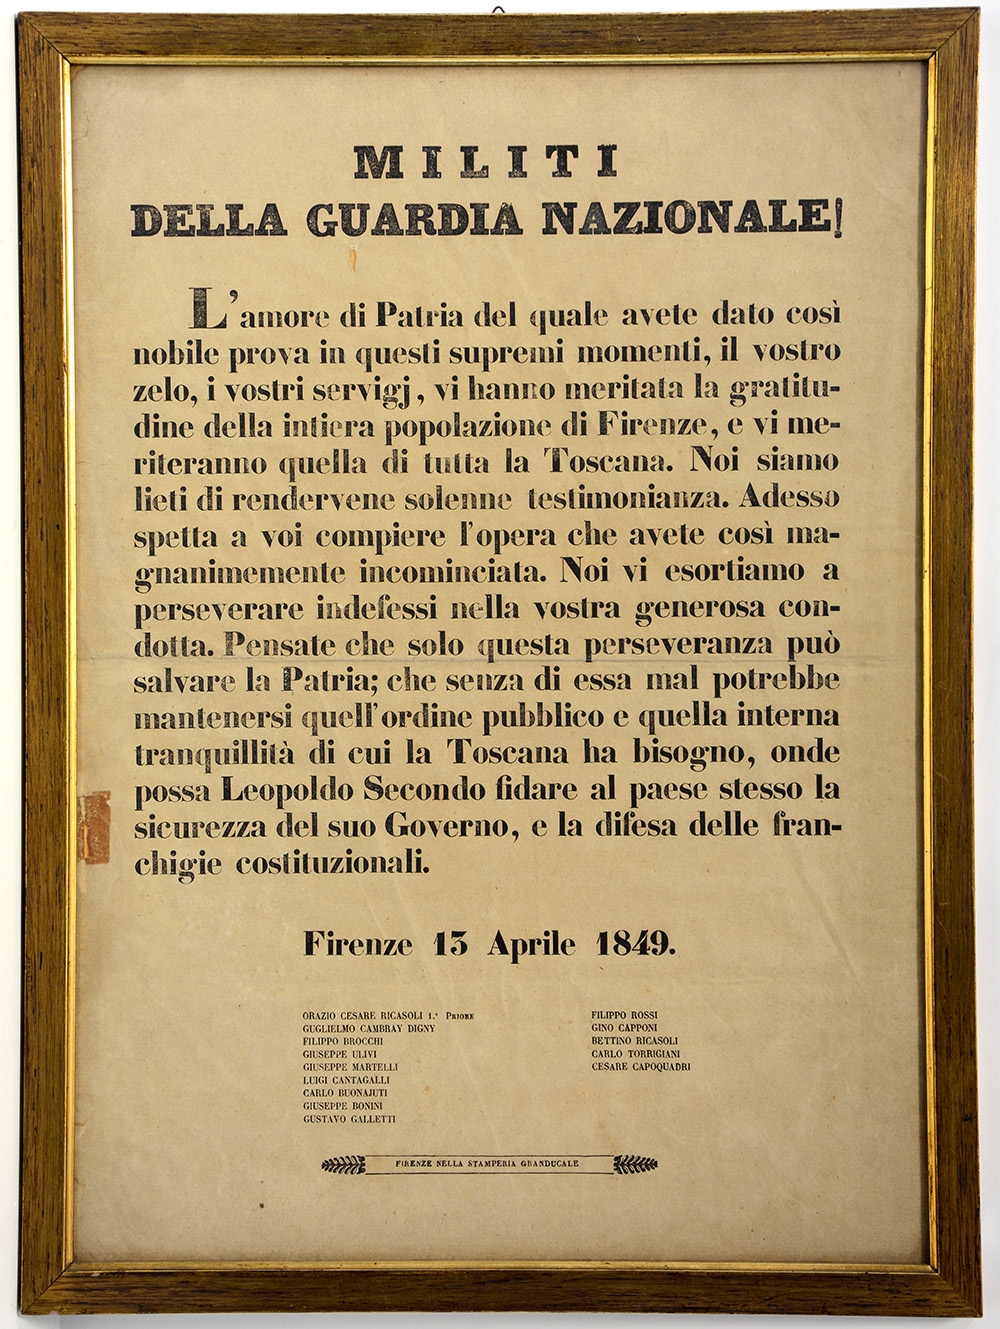 MILITI
DELLA GUARDIA NAZIONALE!
L'amore di Patria del quale avete dato così
nobile prova in questi supremi momenti, il vostro
zelo, i vostri servigj, vi hanno meritata la gratitu-
dine della intiera popolazione di Firenze, e vi me-
riteranno quella di tutta la Toscana. Noi siamo
lieti di rendervene solenne testimonianza. Adesso
spetta a voi compiere l'opera che avete così ma-
gnanimemente incominciata. Noi vi esortiamo a
perseverare indefessi nella vostra generosa con-
dotta. Pensate che solo questa perseveranza può
salvare la Patria; che senza di essa mal potrebbe
mantenersi quell'ordine pubblico e quella interna
tranquillità di cui la Toscana ha bisogno, onde
possa Leopoldo Secondo fidare al paese stesso la
sicurezza del suo Governo, e la difesa delle fran-
chigie costituzionali.
Firenze 13 Aprile 1849.
ORAZIO CESARE RICASOLI 1.° PRIORE
GUGLIELMO CAMBRAY DIGNY
FILIPPO BROCCHI
GIUSEPPE ULIVI
GIUSEPPE MARTELLI
LUIGI CANTAGALLI
CARLO BUONAJUTI
GIUSEPPE BONINI
GUSTAVO GALLETTI
FILIPPO ROSSI
GINO CAPPONI
BETTINO RICASOLI
CARLO TORRIGIANI
CESARE CAPOQUADRI
FIRENZE NELLA STAMPERIA GRANDUCALE